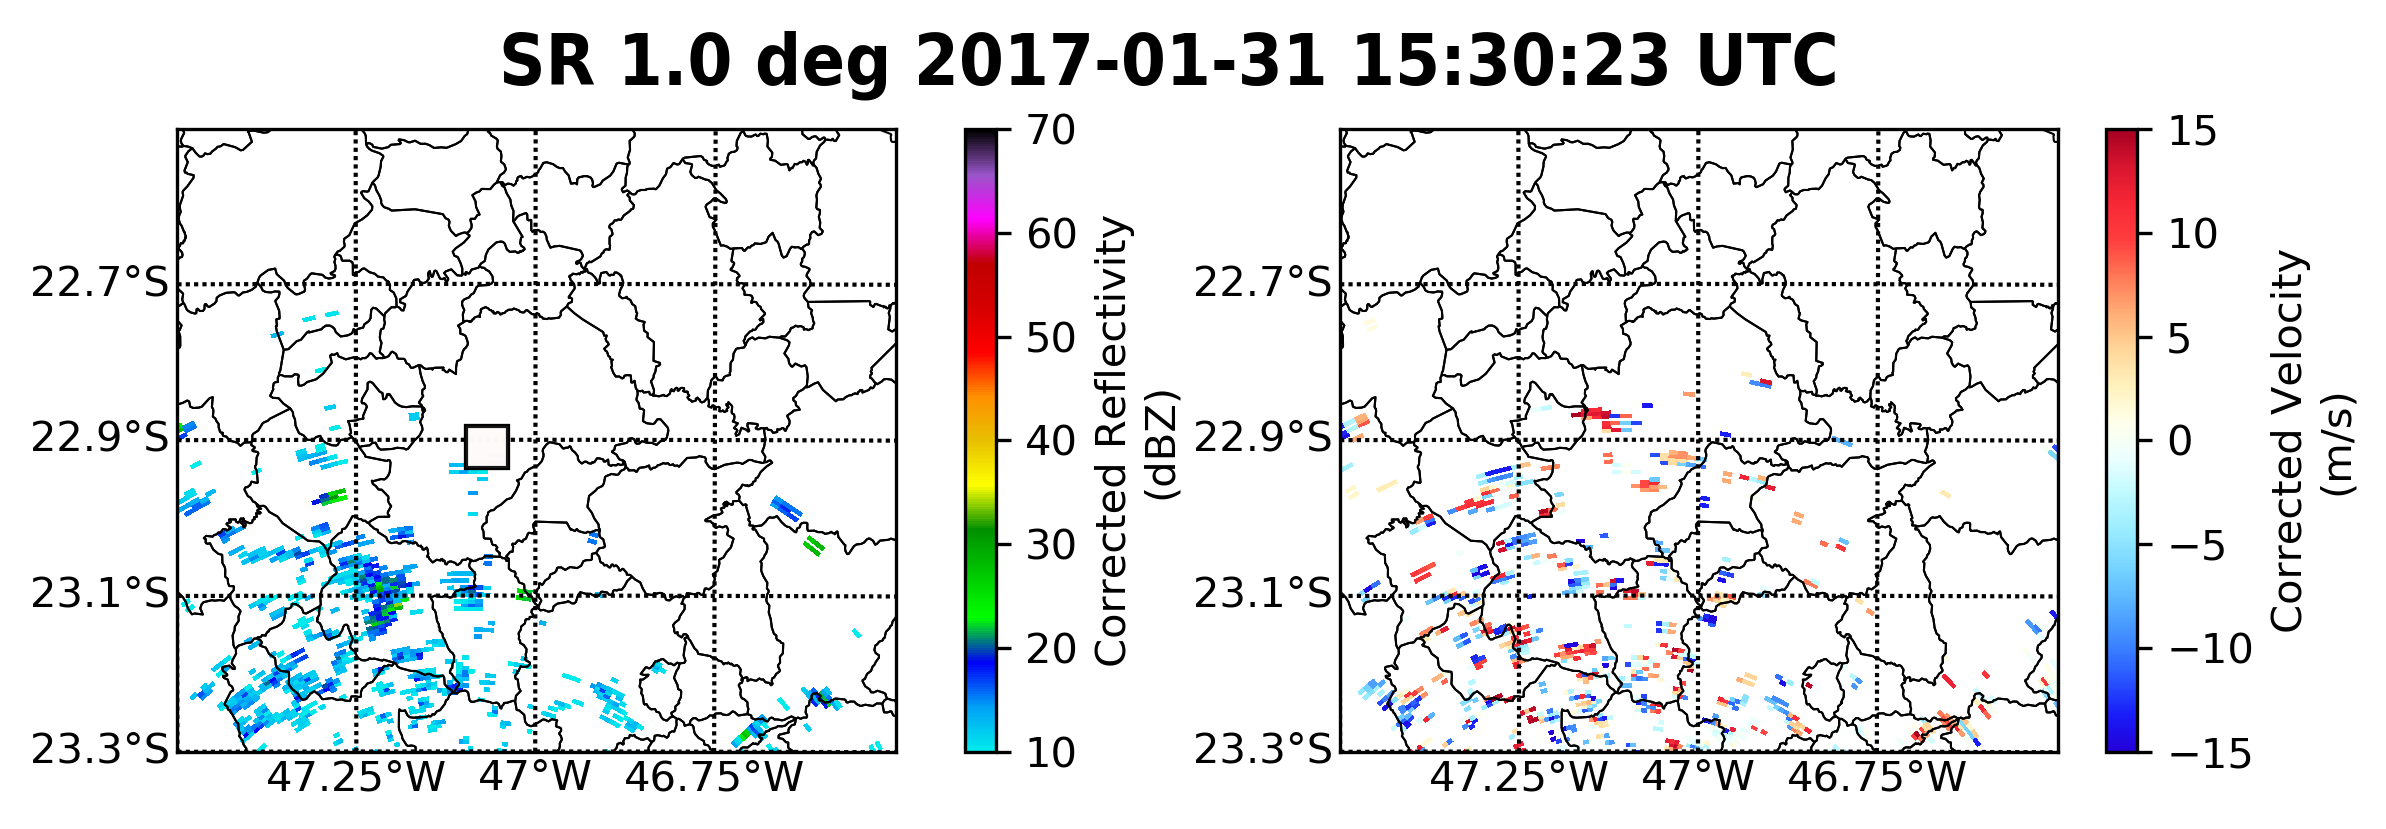 SR 1.0 deg 2017-01-31 15:30:23 UTC
22.7°S
22.9°S
23.1°S
23.3°S
47.25°W
47°W
46.75°W
70
60
50
40
30
20
10
Corrected Reflectivity
(dBZ)
22.7°S
22.9°S
23.1°S
23.3°S
47.25°W
47°W
46.75°W
15
10
5
0
−5
−10
−15
Corrected Velocity
(m/s)